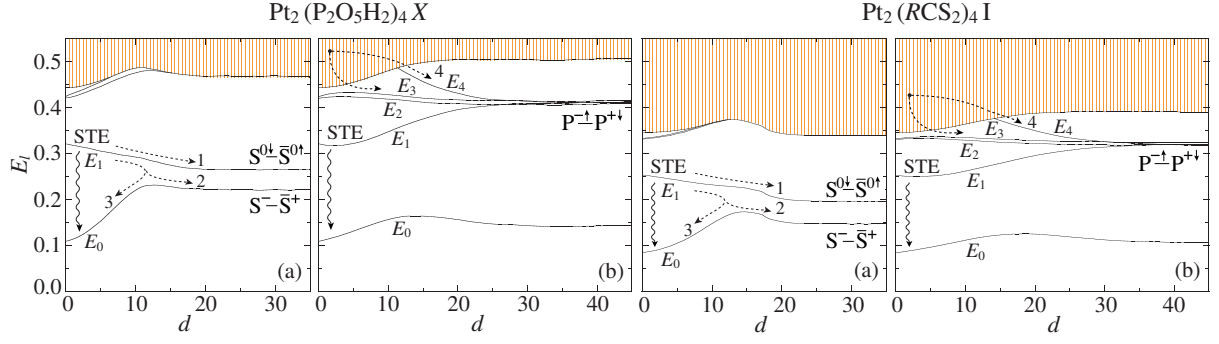 Pt₂ (P₂O₅H₂)₄ X
Pt₂ (RCS₂)₄ I
E_l
0.5
0.4
0.3
0.2
0.1
0.0
STE
E₁
1
2
3
E₀
S⁰↓–S̄⁰↑
S⁻–S̄⁺
(a)
0 10 20 30
d
4
E₃
E₄
E₂
STE
E₁
P⁻↑–P⁺↓
E₀
(b)
0 10 20 30 40
d
STE
E₁
1
2
3
E₀
S⁰↓–S̄⁰↑
S⁻–S̄⁺
(a)
0 10 20 30
d
4
E₃
E₄
E₂
STE
E₁
P⁻↑–P⁺↓
E₀
(b)
0 10 20 30 40
d